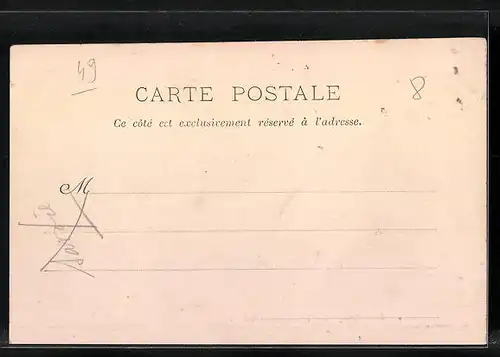 49
8
CARTE POSTALE
Ce côté est exclusivement réservé à l'adresse.
M